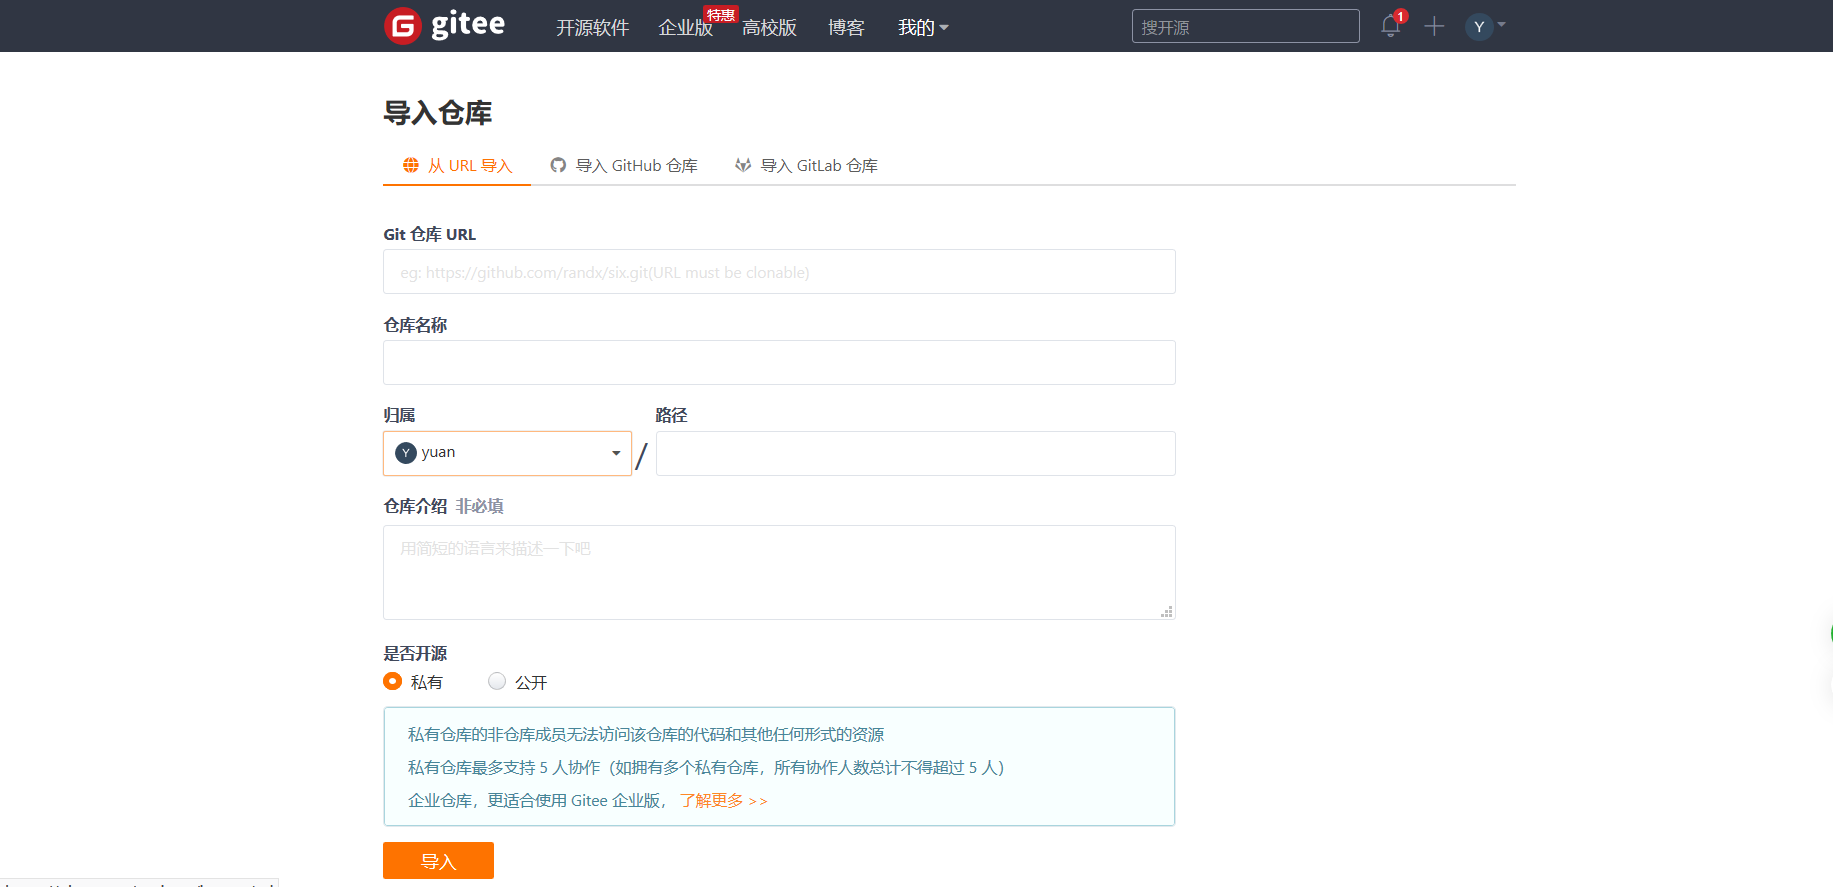 gitee 开源软件 企业版 特惠 高校版 博客 我的 搜开源 1 Y
导入仓库
从 URL 导入 导入 GitHub 仓库 导入 GitLab 仓库
Git 仓库 URL
eg: https://github.com/randx/six.git(URL must be clonable)
仓库名称
归属 路径
Y yuan /
仓库介绍 非必填
用简短的语言来描述一下吧
是否开源
私有 公开
私有仓库的非仓库成员无法访问该仓库的代码和其他任何形式的资源
私有仓库最多支持 5 人协作（如拥有多个私有仓库，所有协作人数总计不得超过 5 人）
企业仓库，更适合使用 Gitee 企业版， 了解更多 >>
导入